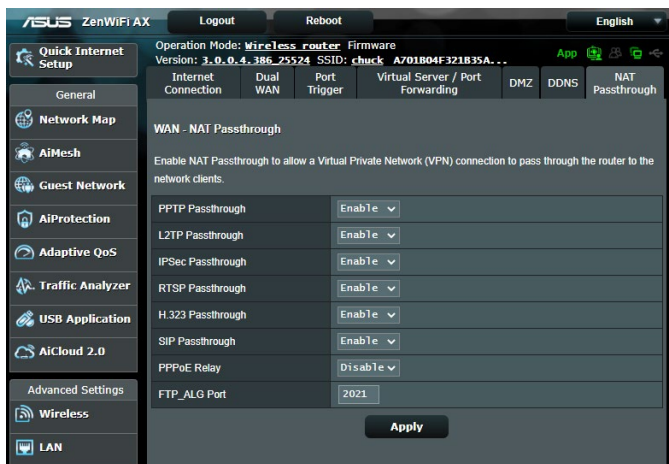 ASUS ZenWiFi AX Logout Reboot English
Quick Internet Setup
Operation Mode: Wireless router Firmware
Version: 3.0.0.4.386_25524 SSID: chuck A701B04F321B35A...
App
Internet Connection Dual WAN Port Trigger Virtual Server / Port Forwarding DMZ DDNS NAT Passthrough
General
Network Map
AiMesh
Guest Network
AiProtection
Adaptive QoS
Traffic Analyzer
USB Application
AiCloud 2.0
Advanced Settings
Wireless
LAN
WAN - NAT Passthrough
Enable NAT Passthrough to allow a Virtual Private Network (VPN) connection to pass through the router to the
network clients.
PPTP Passthrough Enable
L2TP Passthrough Enable
IPSec Passthrough Enable
RTSP Passthrough Enable
H.323 Passthrough Enable
SIP Passthrough Enable
PPPoE Relay Disable
FTP_ALG Port 2021
Apply